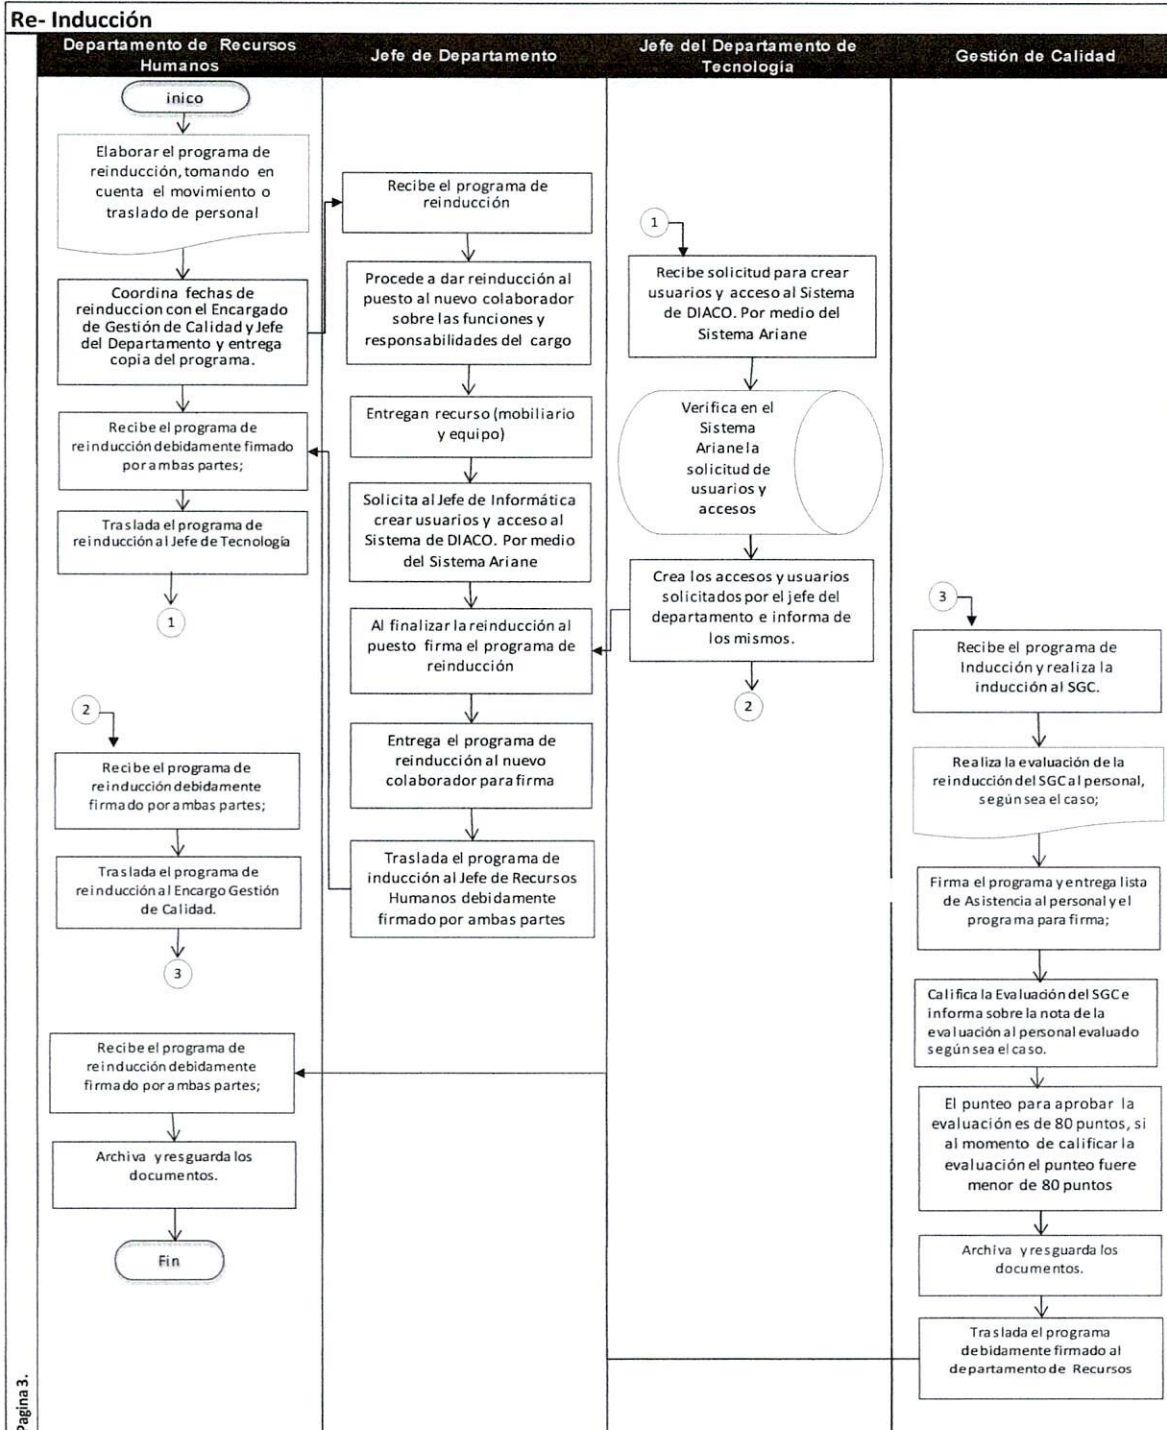 Re- Inducción
Departamento de Recursos
Humanos
Jefe de Departamento
Jefe del Departamento de
Tecnología
Gestión de Calidad
inico
Elaborar el programa de
reinducción, tomando en
cuenta el movimiento o
traslado de personal
Coordina fechas de
reinduccion con el Encargado
de Gestión de Calidad y Jefe
del Departamento y entrega
copia del programa.
Recibe el programa de
reinducción debidamente firmado
por ambas partes;
Traslada el programa de
reinducción al Jefe de Tecnología
1
2
Recibe el programa de
reinducción debidamente
firmado por ambas partes;
Traslada el programa de
reinducción al Encargo Gestión
de Calidad.
3
Recibe el programa de
reinducción debidamente
firmado por ambas partes;
Archiva y resguarda los
documentos.
Fin
Recibe el programa de
reinducción
Procede a dar reinducción al
puesto al nuevo colaborador
sobre las funciones y
responsabilidades del cargo
Entregan recurso (mobiliario
y equipo)
Solicita al Jefe de Informática
crear usuarios y acceso al
Sistema de DIACO. Por medio
del Sistema Ariane
Al finalizar la reinducción al
puesto firma el programa de
reinducción
Entrega el programa de
reinducción al nuevo
colaborador para firma
Traslada el programa de
inducción al Jefe de Recursos
Humanos debidamente
firmado por ambas partes
1
Recibe solicitud para crear
usuarios y acceso al Sistema
de DIACO. Por medio del
Sistema Ariane
Verifica en el
Sistema
Ariane la
solicitud de
usuarios y
accesos
Crea los accesos y usuarios
solicitados por el jefe del
departamento e informa de
los mismos.
2
3
Recibe el programa de
Inducción y realiza la
inducción al SGC.
Realiza la evaluación de la
reinducción del SGC al personal,
según sea el caso;
Firma el programa y entrega lista
de Asistencia al personal y el
programa para firma;
Califica la Evaluación del SGC e
informa sobre la nota de la
evaluación al personal evaluado
según sea el caso.
El punteo para aprobar la
evaluación es de 80 puntos, si
al momento de calificar la
evaluación el punteo fuere
menor de 80 puntos
Archiva y resguarda los
documentos.
Traslada el programa
debidamente firmado al
departamento de Recursos
Pagina 3.